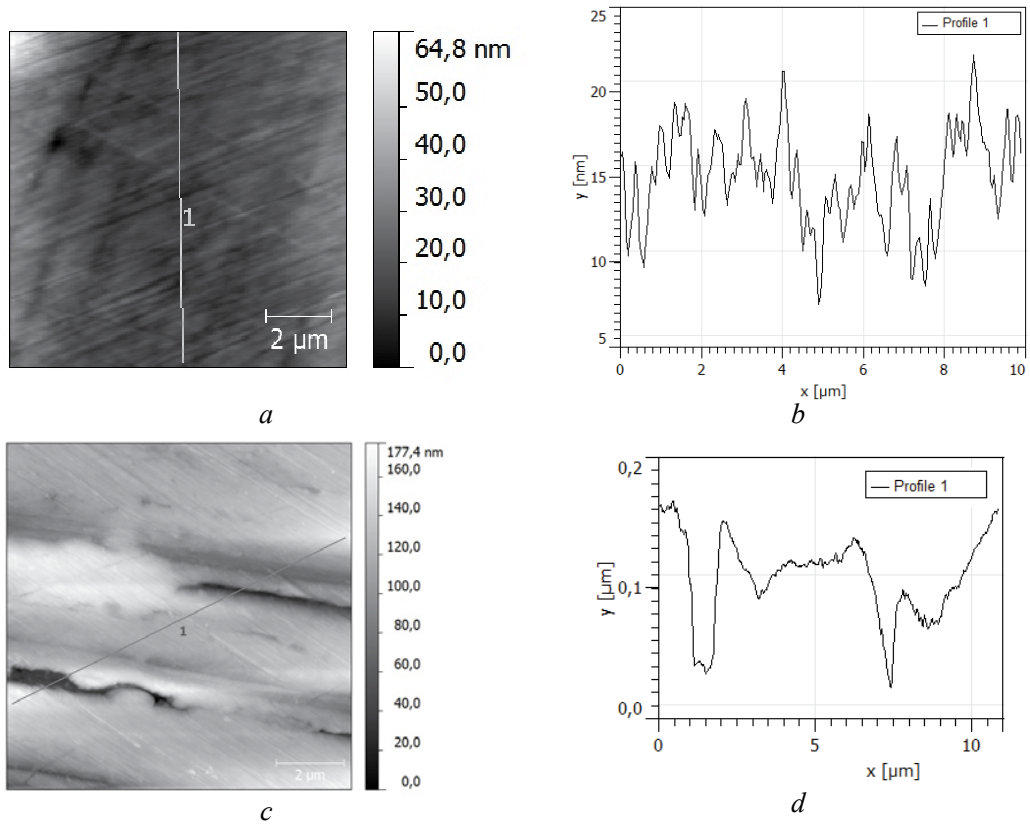 64,8 nm
50,0
40,0
30,0
20,0
10,0
0,0
1
2 µm
a
Profile 1
25
20
15
10
5
y [nm]
0 2 4 6 8 10
x [µm]
b
177,4 nm
160,0
140,0
120,0
100,0
80,0
60,0
40,0
20,0
0,0
1
2 µm
c
0,2
0,1
0,0
y [µm]
Profile 1
0 5 10
x [µm]
d